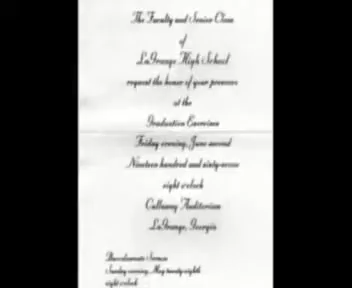 The Faculty and Senior Class
of
LaGrange High School
request the honor of your presence
at the
Graduation Exercises
Friday evening, June second
Nineteen hundred and sixty-seven
eight o'clock
Callaway Auditorium
LaGrange, Georgia
Baccalaureate Sermon
Sunday evening, May twenty-eighth
eight o'clock